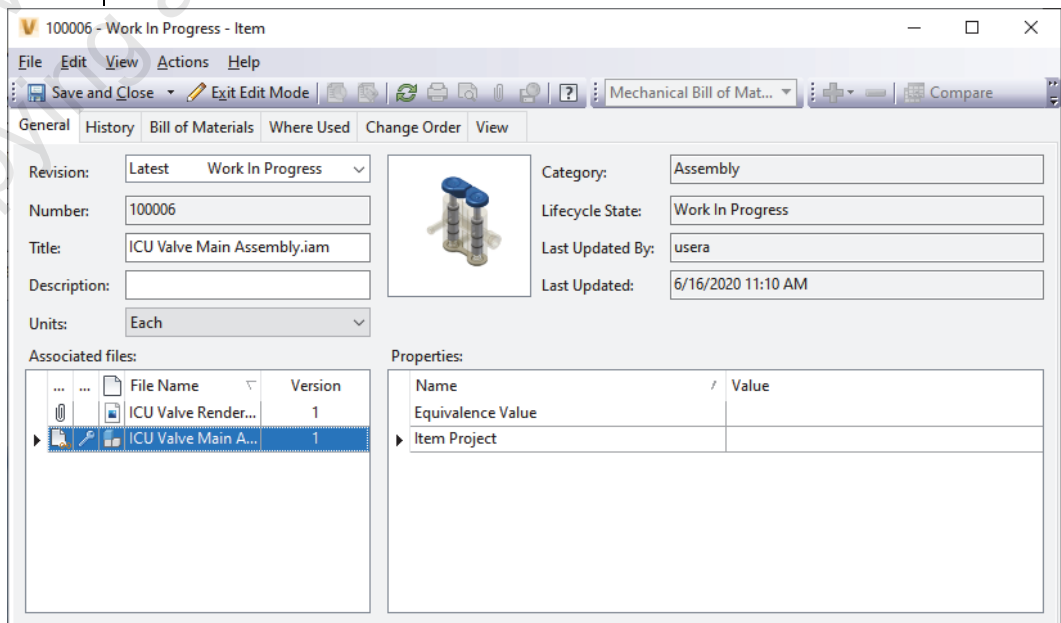 100006 - Work In Progress - Item
File Edit View Actions Help
Save and Close Exit Edit Mode Mechanical Bill of Mat... Compare
General History Bill of Materials Where Used Change Order View
Revision: Latest Work In Progress
Number: 100006
Title: ICU Valve Main Assembly.iam
Description:
Units: Each
Category: Assembly
Lifecycle State: Work In Progress
Last Updated By: usera
Last Updated: 6/16/2020 11:10 AM
Associated files:
... ... File Name Version
ICU Valve Render... 1
ICU Valve Main A... 1
Properties:
Name Value
Equivalence Value
Item Project